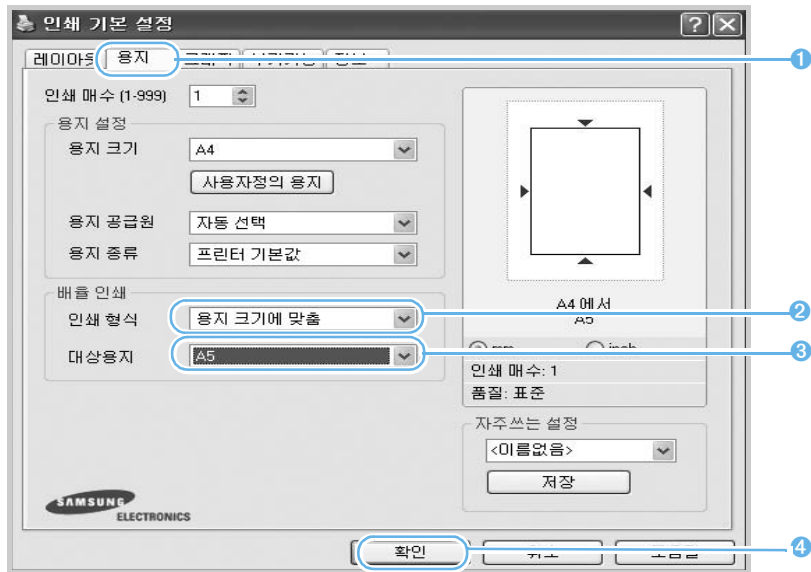 인쇄 기본 설정
레이아웃 용지
1
인쇄 매수 (1-999) 1
용지 설정
용지 크기 A4
사용자정의 용지
용지 공급원 자동 선택
용지 종류 프린터 기본값
배율 인쇄
인쇄 형식 용지 크기에 맞춤
2
대상용지 A5
3
A4 에서
A5
인쇄 매수: 1
품질: 표준
자주쓰는 설정
<이름없음>
저장
SAMSUNG
ELECTRONICS
확인
4